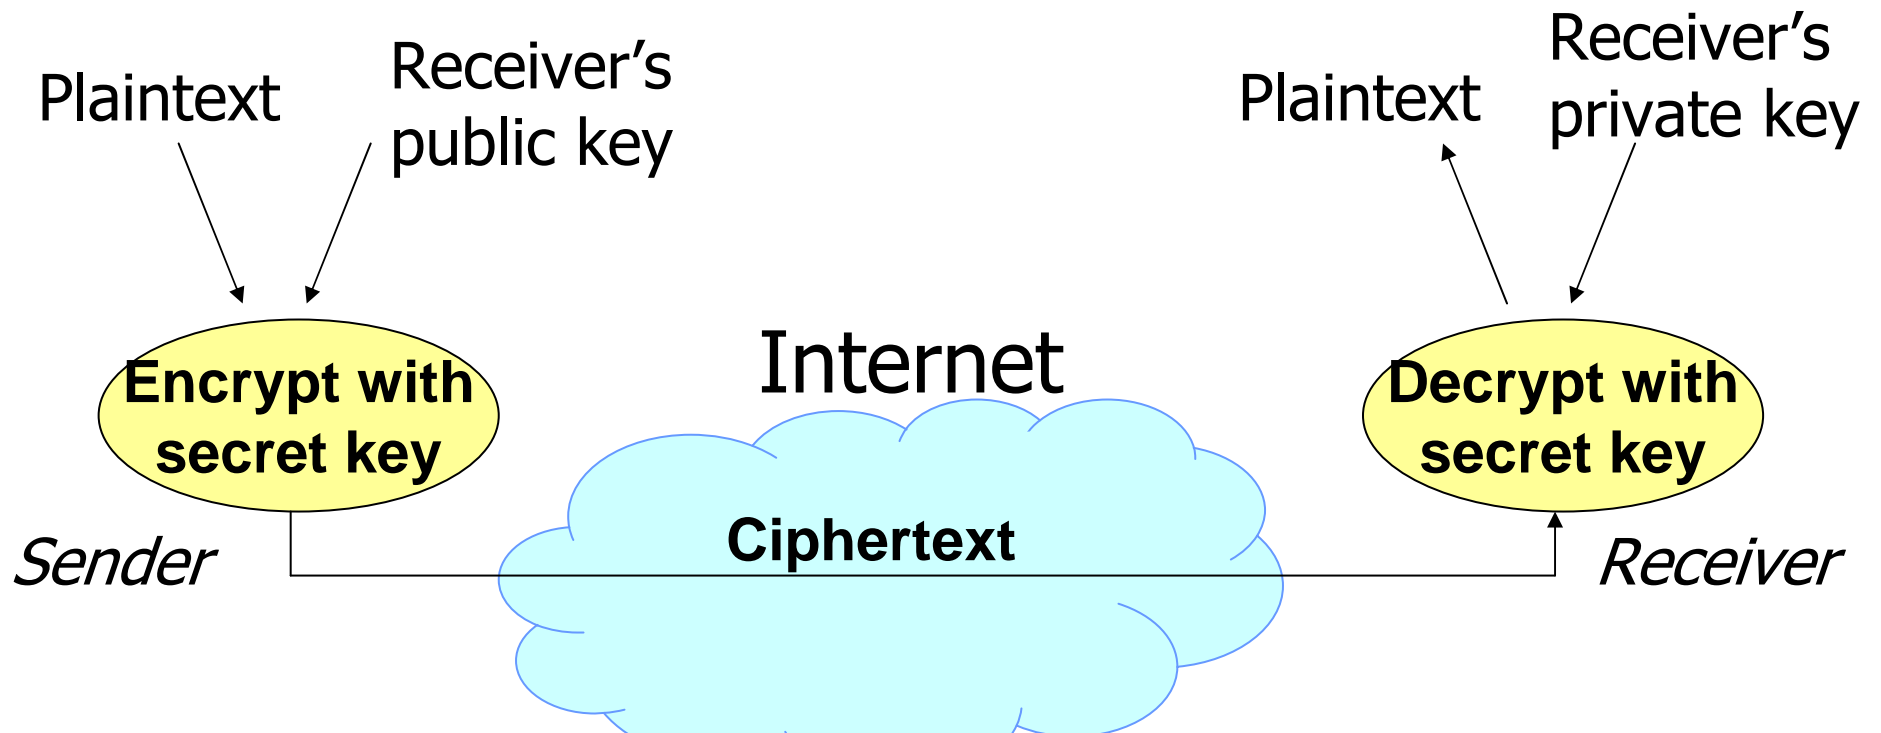 Plaintext
Receiver’s
public key
Plaintext
Receiver’s
private key
Encrypt with
secret key
Internet
Decrypt with
secret key
Ciphertext
Sender
Receiver